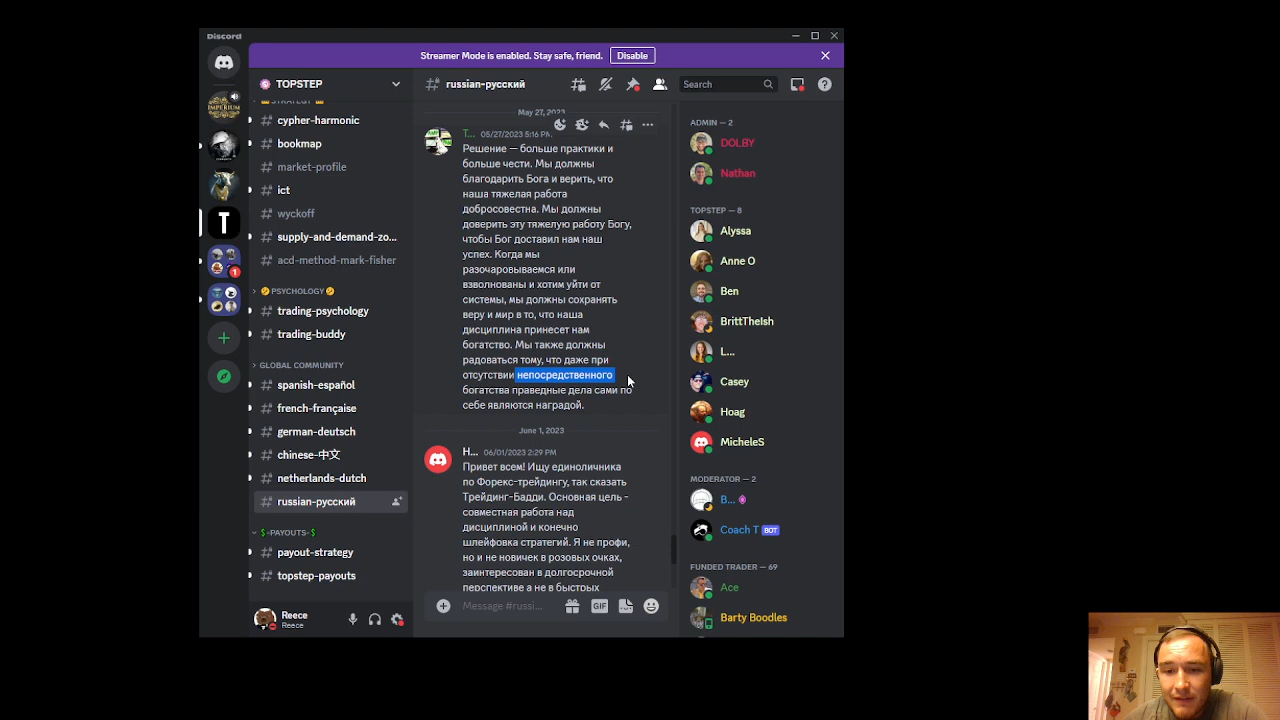 Discord
Streamer Mode is enabled. Stay safe, friend.
Disable
TOPSTEP
cypher-harmonic
bookmap
market-profile
ict
wyckoff
supply-and-demand-zo...
acd-method-mark-fisher
PSYCHOLOGY
trading-psychology
trading-buddy
GLOBAL COMMUNITY
spanish-español
french-française
german-deutsch
chinese-中文
netherlands-dutch
russian-русский
$-PAYOUTS-$
payout-strategy
topstep-payouts
Reece
Reece
russian-русский
Search
May 27, 2023
T... 05/27/2023 5:16 PM
Решение — больше практики и
больше чести. Мы должны
благодарить Бога и верить, что
наша тяжелая работа
добросовестна. Мы должны
доверить эту тяжелую работу Богу,
чтобы Бог доставил нам наш
успех. Когда мы
разочаровываемся или
взволнованы и хотим уйти от
системы, мы должны сохранять
веру и мир в то, что наша
дисциплина принесет нам
богатство. Мы также должны
радоваться тому, что даже при
отсутствии непосредственного
богатства праведные дела сами по
себе являются наградой.
June 1, 2023
H... 06/01/2023 2:29 PM
Привет всем! Ищу единоличника
по Форекс-трейдингу, так сказать
Трейдинг-Бадди. Основная цель -
совместная работа над
дисциплиной и конечно
шлейфовка стратегий. Я не профи,
но и не новичек в розовых очках,
заинтересован в долгосрочной
перспективе а не в быстрых
Message #russi...
GIF
ADMIN — 2
DOLBY
Nathan
TOPSTEP — 8
Alyssa
Anne O
Ben
BrittTheIsh
L...
Casey
Hoag
MicheleS
MODERATOR — 2
B...
Coach T BOT
FUNDED TRADER — 69
Ace
Barty Boodles